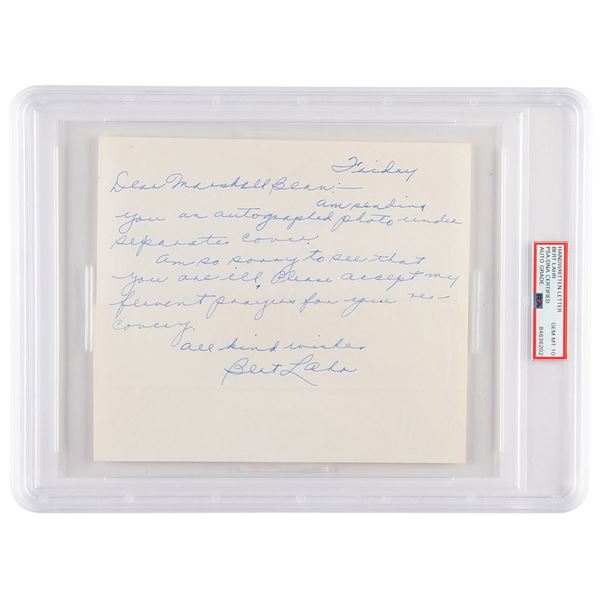 Friday
Dear Marshall Bean:-
am sending
you an autographed photo under
separate cover.
Am so sorry to see that
you are ill. Please accept my
fervent prayers for your re-
covery.
All kind wishes
Bert Lahr
HANDWRITTEN LETTER
BERT LAHR
PSA/DNA CERTIFIED
AUTO GRADE
GEM MT 10
84636202